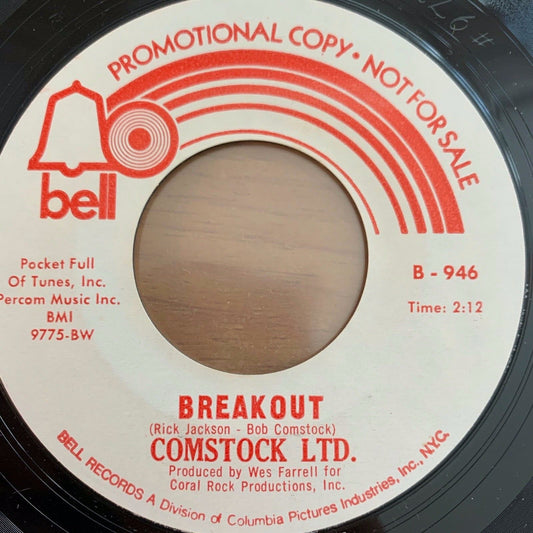 PROMOTIONAL COPY • NOT FOR SALE
bell
Pocket Full
Of Tunes, Inc.
Percom Music Inc.
BMI
9775-BW
B - 946
Time: 2:12
BREAKOUT
(Rick Jackson - Bob Comstock)
COMSTOCK LTD.
Produced by Wes Farrell for
Coral Rock Productions, Inc.
BELL RECORDS A Division of Columbia Pictures Industries, Inc., N.Y.C.